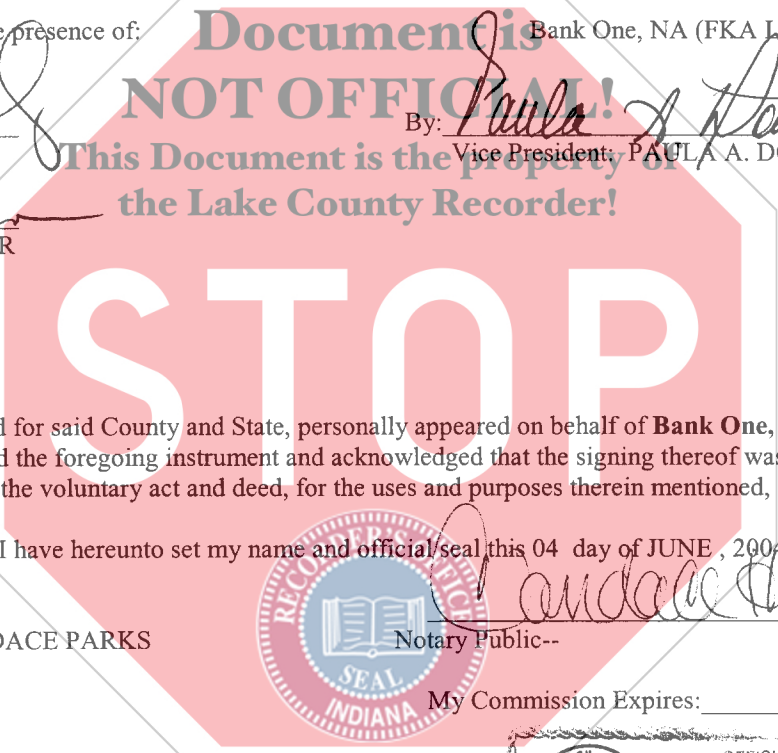 e presence of:
Document is
Bank One, NA (FKA
NOT OFFICIAL!
By: Paula A
Vice President: PAULA A.
This Document is the property of
the Lake County Recorder!
R
STOP
d for said County and State, personally appeared on behalf of Bank One,
d the foregoing instrument and acknowledged that the signing thereof was
the voluntary act and deed, for the uses and purposes therein mentioned,
I have hereunto set my name and official seal this 04 day of JUNE , 200
Candace
DACE PARKS
Notary Public--
RECORDER'S OFFICE
SEAL
INDIANA
My Commission Expires: